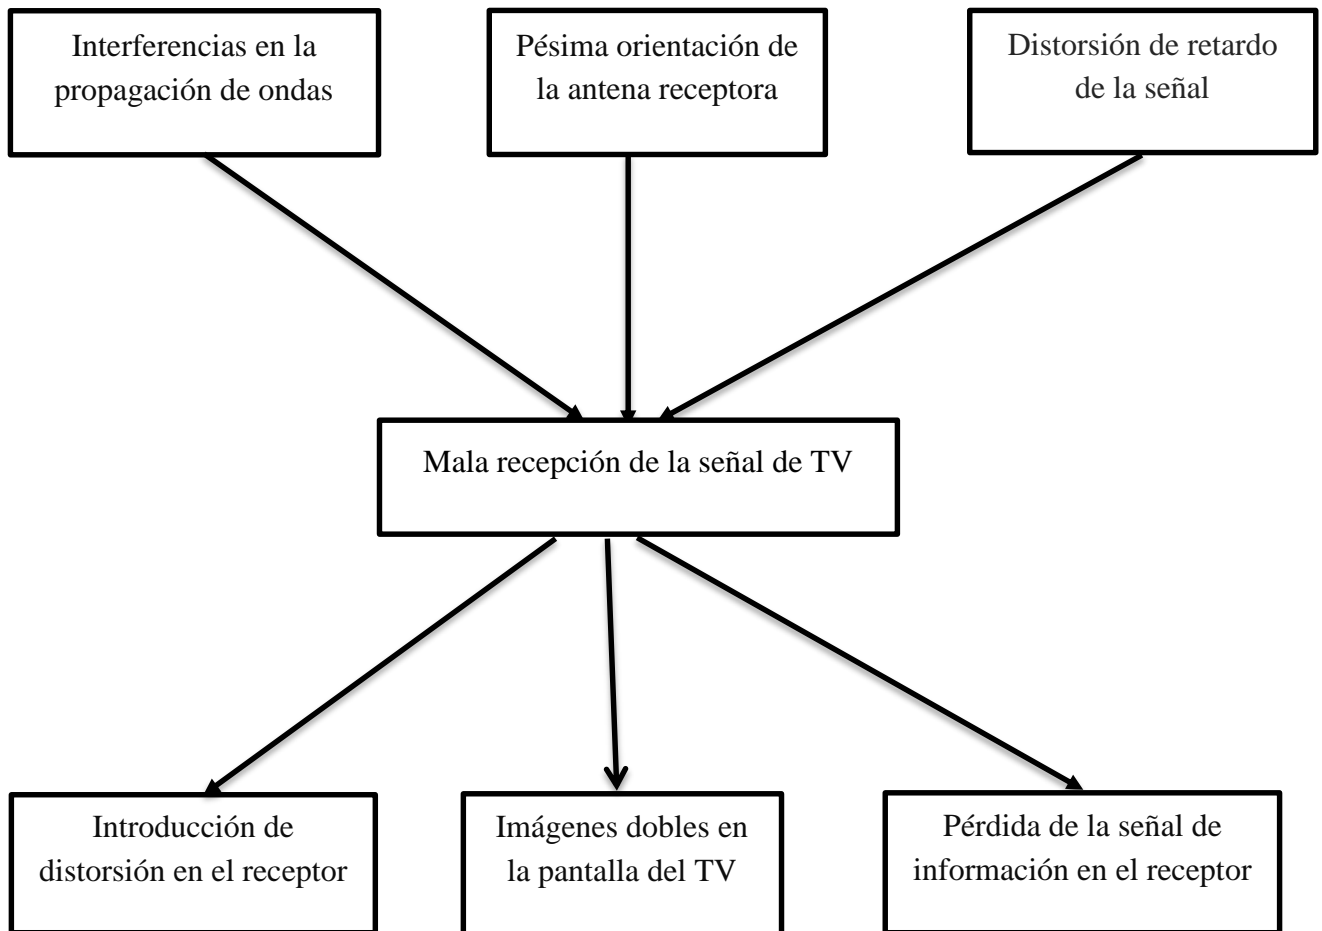 Interferencias en la
propagación de ondas
Pésima orientación de
la antena receptora
Distorsión de retardo
de la señal
Mala recepción de la señal de TV
Introducción de
distorsión en el receptor
Imágenes dobles en
la pantalla del TV
Pérdida de la señal de
información en el receptor